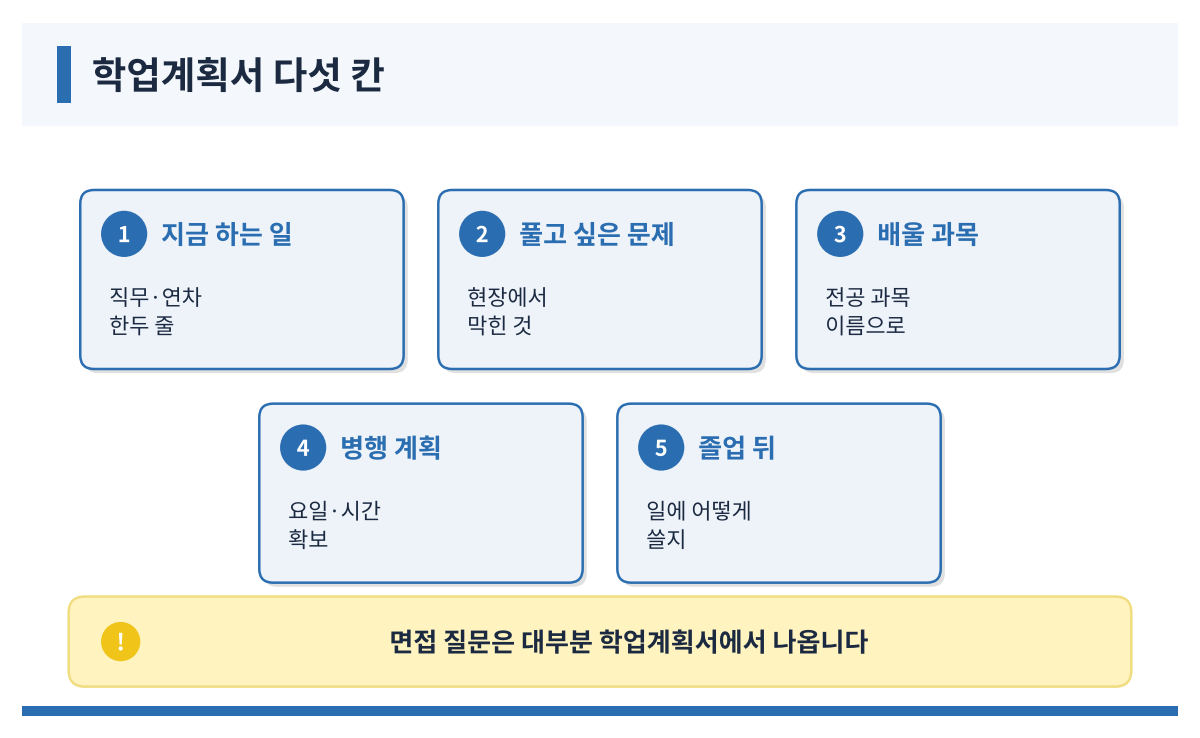 학업계획서 다섯 칸
1 지금 하는 일
직무·연차
한두 줄
2 풀고 싶은 문제
현장에서
막힌 것
3 배울 과목
전공 과목
이름으로
4 병행 계획
요일·시간
확보
5 졸업 뒤
일에 어떻게
쓸지
! 면접 질문은 대부분 학업계획서에서 나옵니다